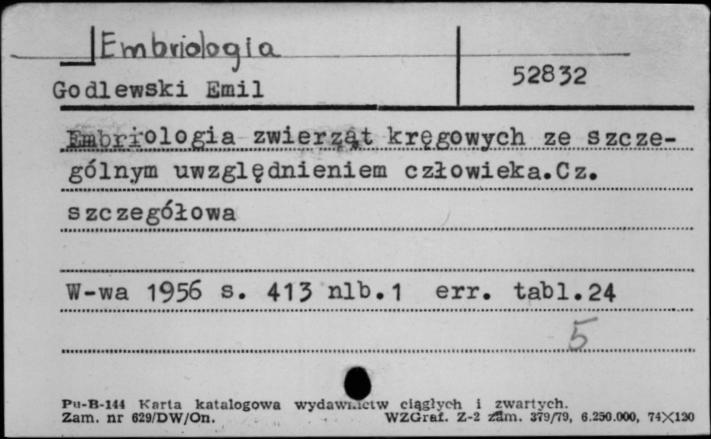 Embriologia
Godlewski Emil 52832
Embriologia zwierząt kręgowych ze szcze-
gólnym uwzględnieniem człowieka.Cz.
szczegółowa
W-wa 1956 s. 413 nlb.1 err. tabl.24
5
Pu-B-144 Karta katalogowa wydawnictw ciągłych i zwartych.
Zam. nr 629/DW/On. WZGraf. Z-2 zam. 379/79, 6.250.000, 74×120